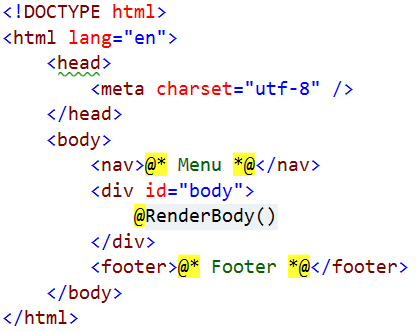 <!DOCTYPE html>
<html lang="en">
    <head>
        <meta charset="utf-8" />
    </head>
    <body>
        <nav>@* Menu *@</nav>
        <div id="body">
            @RenderBody()
        </div>
        <footer>@* Footer *@</footer>
    </body>
</html>